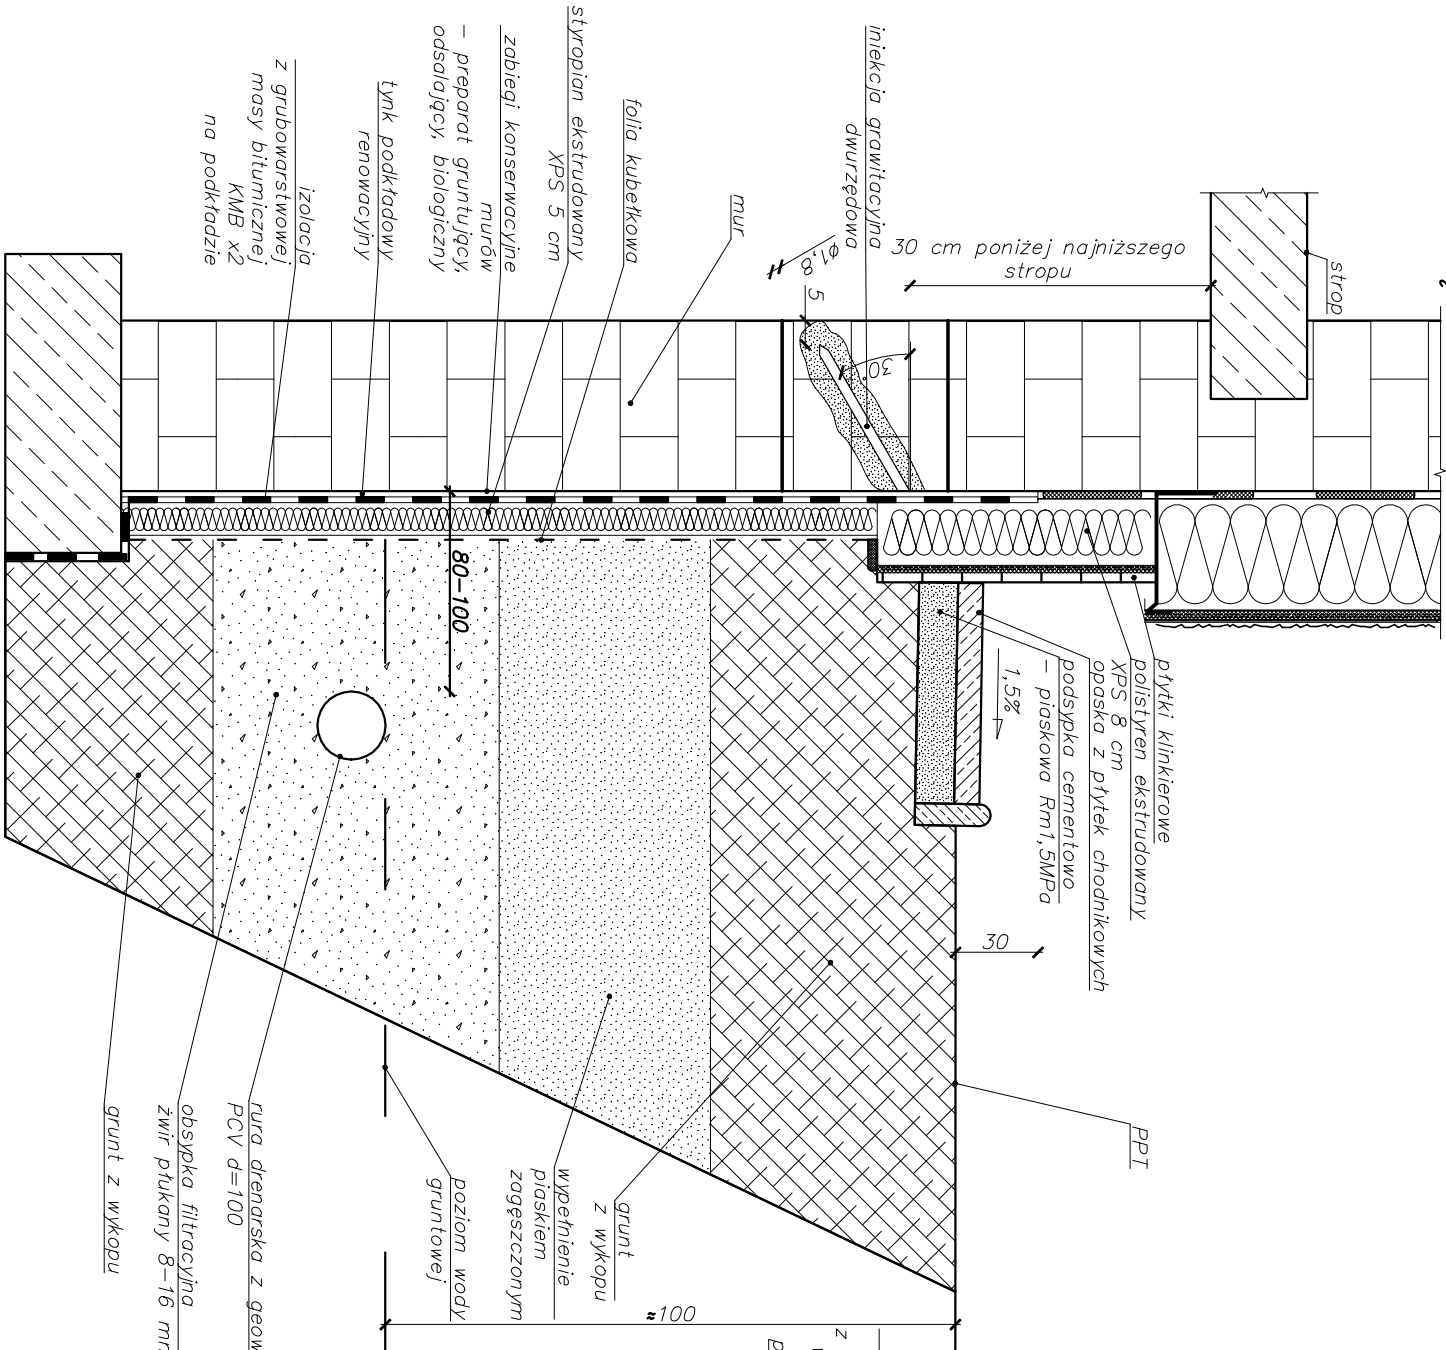 iniekcja grawitacyjna
dwurzędowa
folia kubełkowa
styropian ekstrudowany
XPS 5 cm
zabiegi konserwacyjne
murów
– preparat gruntujący,
odsalający, biologiczny
tynk podkładowy
renowacyjny
izolacja
z grubowarstwowej
masy bitumicznej
KMB x2
na podkładzie
mur
strop
30 cm poniżej najniższego
stropu
ø1,8
5
30°
80-100
płytki klinkierowe
polistyren ekstrudowany
XPS 8 cm
opaska z płytek chodnikowych
podsypka cementowo
– piaskowa Rm1,5MPa
1,5%
30
PPT
grunt
z wykopu
wypełnienie
piaskiem
zagęszczonym
poziom wody
gruntowej
rura drenarska z geow
PCV d=100
obsypka filtracyjna
żwir płukany 8–16 mm
grunt z wykopu
≈100
z